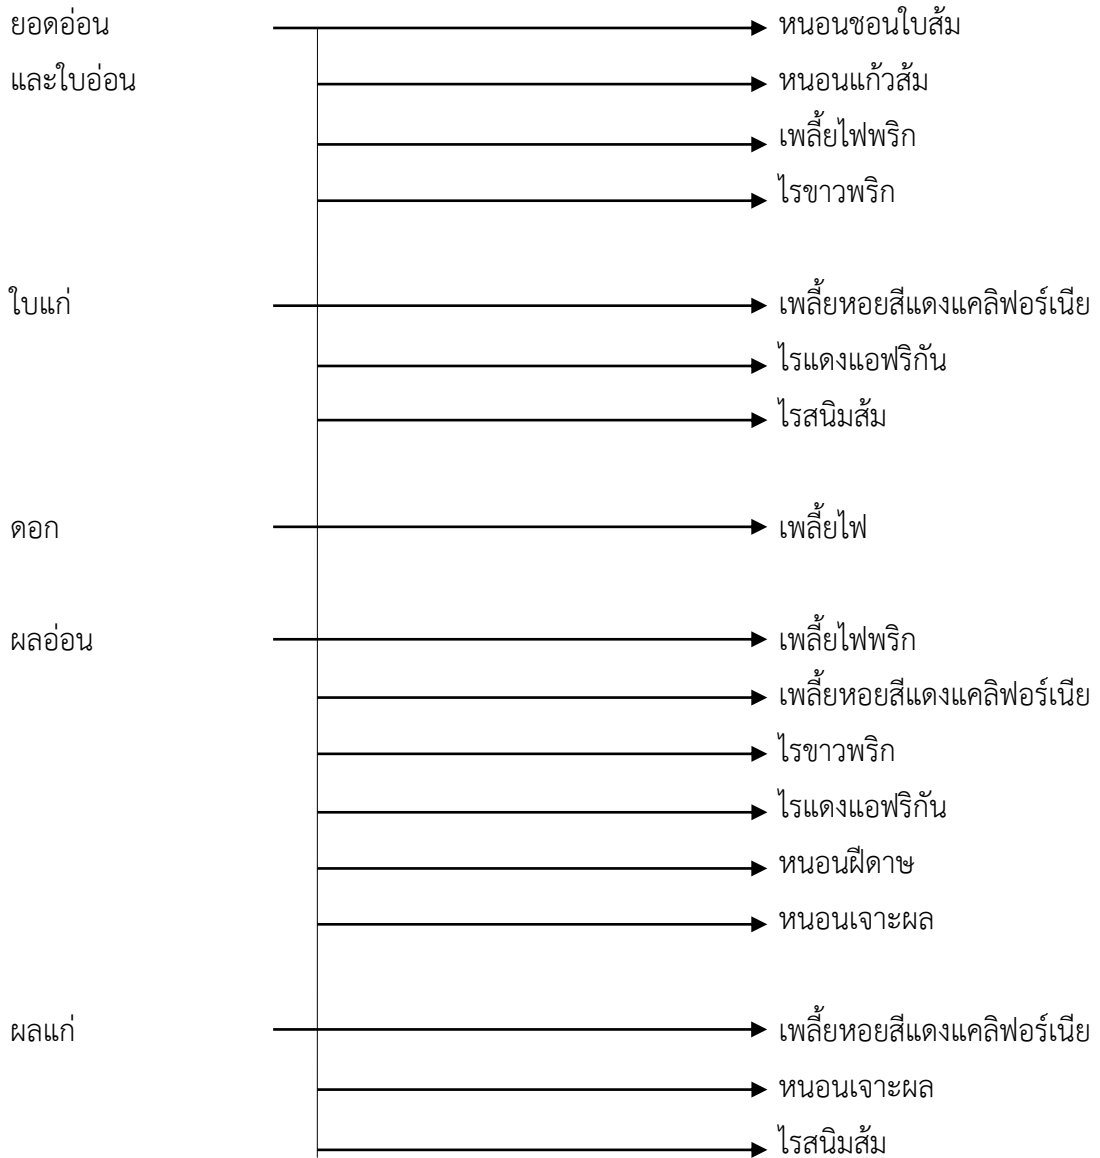 ยอดอ่อน หนอนชอนใบส้ม
และใบอ่อน หนอนแก้วส้ม
เพลี้ยไฟพริก
ไรขาวพริก
ใบแก่ เพลี้ยหอยสีแดงแคลิฟอร์เนีย
ไรแดงแอฟริกัน
ไรสนิมส้ม
ดอก เพลี้ยไฟ
ผลอ่อน เพลี้ยไฟพริก
เพลี้ยหอยสีแดงแคลิฟอร์เนีย
ไรขาวพริก
ไรแดงแอฟริกัน
หนอนฝีดาษ
หนอนเจาะผล
ผลแก่ เพลี้ยหอยสีแดงแคลิฟอร์เนีย
หนอนเจาะผล
ไรสนิมส้ม